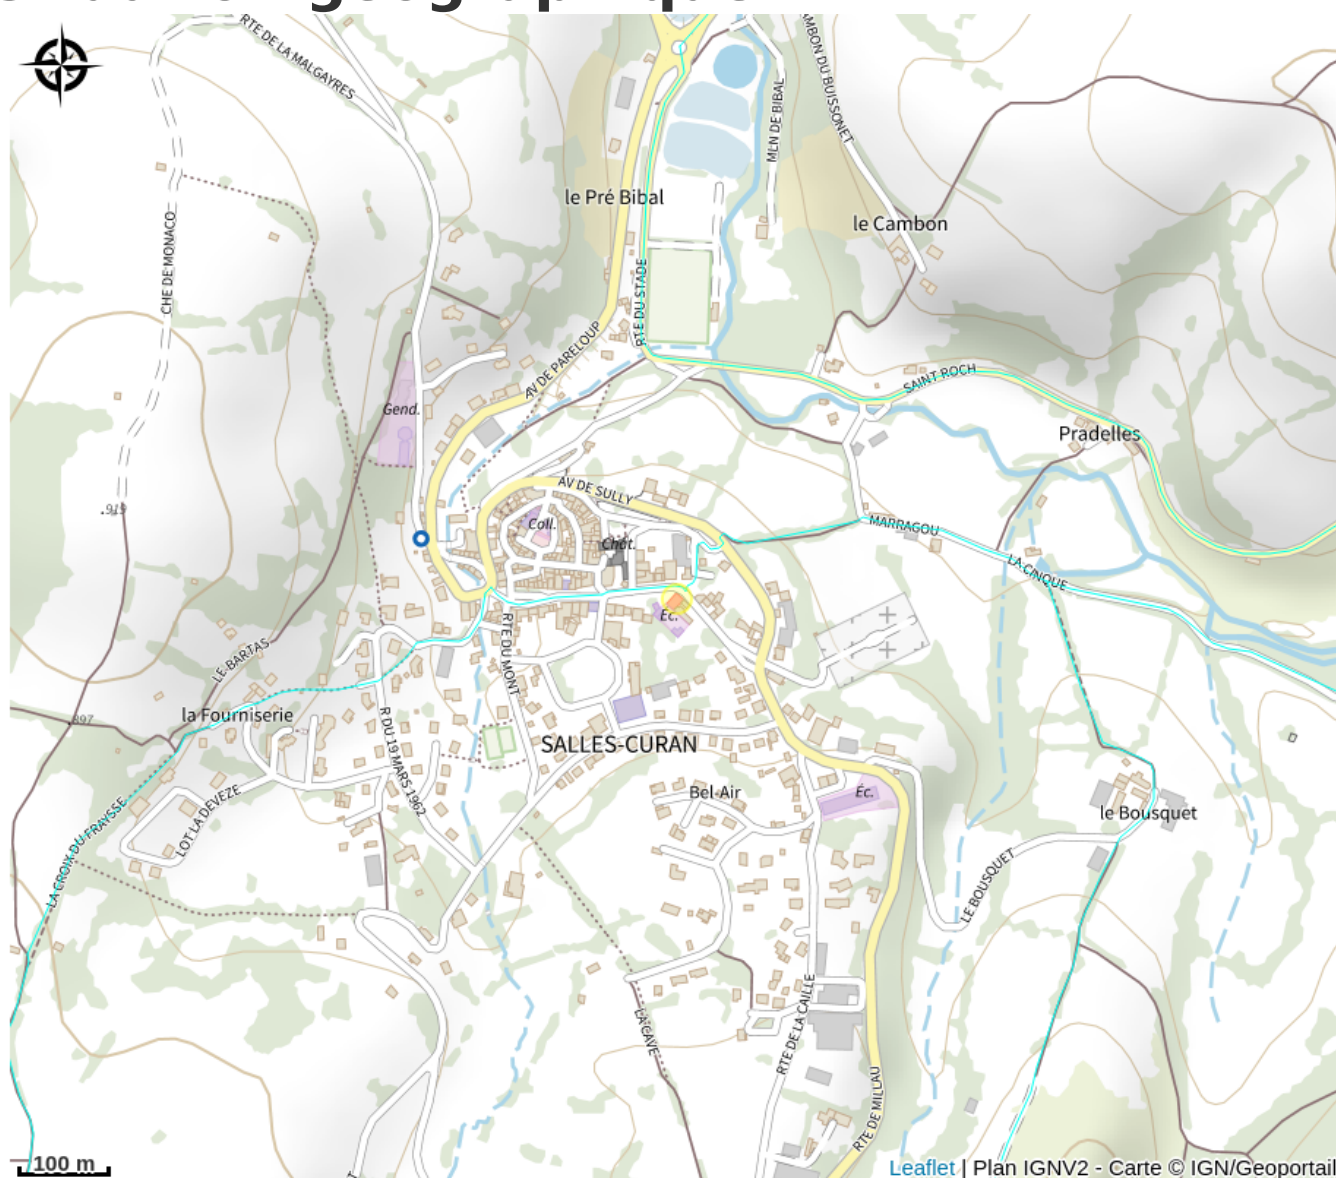 RTE DE LA MALGAYRES
MLN DE BIBAL
le Pré Bibal
le Cambon
CHE DE MONACO
RTE DU STADE
AV DE PARELOUP
SAINT ROCH
Gend.
Pradelles
AV DE SULLY
.919
Coll.
MARRAGOU
Chât.
LA CINQUE
Éc.
RTE DU MONT
LE BARTAS
la Fourniserie
897
R DU 19 MARS 1962
SALLES-CURAN
Bel-Air
Éc.
le Bousquet
LOT LA DEVEZE
LA CROIX DU FRAYSSE
LE BOUSQUET
LA CAVE
RTE DE LA CAILLE
RTE DE MILLAU
100 m
Leaflet | Plan IGNV2 - Carte © IGN/Geoportail